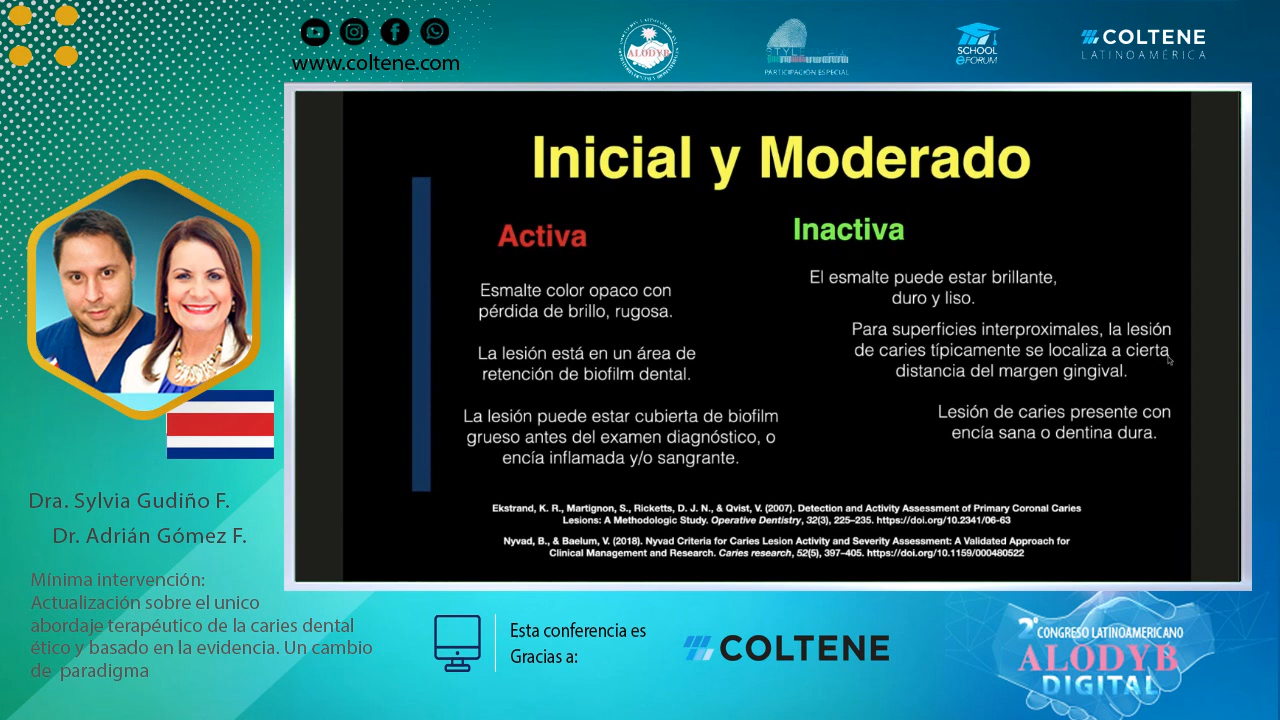 www.coltene.com
ALODYB
PARTICIPACIÓN ESPECIAL
SCHOOL
eFORUM
COLTENE
LATINOAMÉRICA
Inicial y Moderado
Activa
Esmalte color opaco con
pérdida de brillo, rugosa.
La lesión está en un área de
retención de biofilm dental.
La lesión puede estar cubierta de biofilm
grueso antes del examen diagnóstico, o
encía inflamada y/o sangrante.
Inactiva
El esmalte puede estar brillante,
duro y liso.
Para superficies interproximales, la lesión
de caries típicamente se localiza a cierta
distancia del margen gingival.
Lesión de caries presente con
encía sana o dentina dura.
Ekstrand, K. R., Martignon, S., Ricketts, D. J. N., & Qvist, V. (2007). Detection and Activity Assessment of Primary Coronal Caries
Lesions: A Methodologic Study. Operative Dentistry, 32(3), 225–235. https://doi.org/10.2341/06-63
Nyvad, B., & Baelum, V. (2018). Nyvad Criteria for Caries Lesion Activity and Severity Assessment: A Validated Approach for
Clinical Management and Research. Caries research, 52(5), 397–405. https://doi.org/10.1159/000480522
Dra. Sylvia Gudiño F.
Dr. Adrián Gómez F.
Mínima intervención:
Actualización sobre el unico
abordaje terapéutico de la caries dental
ético y basado en la evidencia. Un cambio
de paradigma
Esta conferencia es
Gracias a:
COLTENE
2º CONGRESO LATINOAMERICANO
ALODYB
DIGITAL